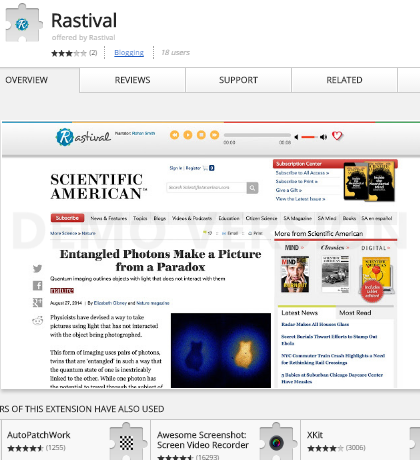 Rastival
offered by Rastival
(2)
Blogging
18 users
OVERVIEW
REVIEWS
SUPPORT
RELATED
Rastival
Narrator:
00:00
00:08
SCIENTIFIC
AMERICAN™
Sign in | Register
Search ScientificAmerican.com
Subscription Center
Subscribe to All Access »
Subscribe to Print »
Give a Gift »
View the Latest Issue »
Subscribe
News & Features
Topics
Blogs
Videos & Podcasts
Education
Citizen Science
SA Magazine
SA Mind
Books
SA en español
More Science » Nature
Email
Print
More from Scientific American
MIND
Classics
DIGITAL
Entangled Photons Make a Picture
from a Paradox
Quantum imaging outlines objects with light that does not interact with them
nature
August 27, 2014 | By Elizabeth Gibney and Nature magazine
Physicists have devised a way to take
pictures using light that has not interacted
with the object being photographed.
This form of imaging uses pairs of photons,
twins that are 'entangled' in such a way that
the quantum state of one is inextricably
linked to the other. While one photon has
the potential to travel through the subject of
Latest News
Most Read
Radar Makes All Houses Glass
Secret Burials Thwart Efforts to Stamp Out
Ebola
NYC Commuter Train Crash Highlights a Need
for Rethinking Rail Crossings
5 Babies at Suburban Chicago Daycare Center
Have Measles
RS OF THIS EXTENSION HAVE ALSO USED
AutoPatchWork
(1255)
Awesome Screenshot:
Screen Video Recorder
(16293)
XKit
(3006)